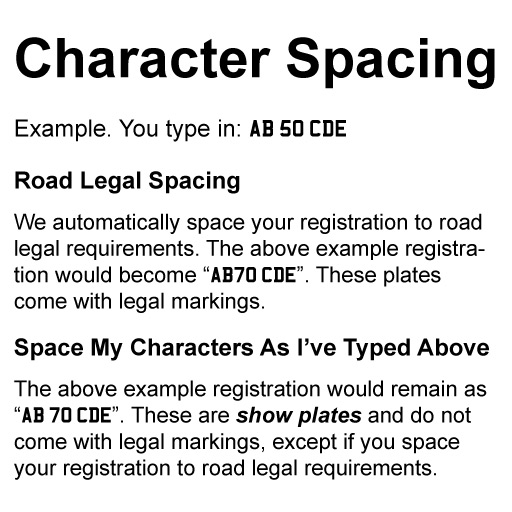 Character Spacing
Example. You type in: AB 50 CDE
Road Legal Spacing
We automatically space your registration to road
legal requirements. The above example registra-
tion would become “AB70 CDE”. These plates
come with legal markings.
Space My Characters As I’ve Typed Above
The above example registration would remain as
“AB 70 CDE”. These are show plates and do not
come with legal markings, except if you space
your registration to road legal requirements.